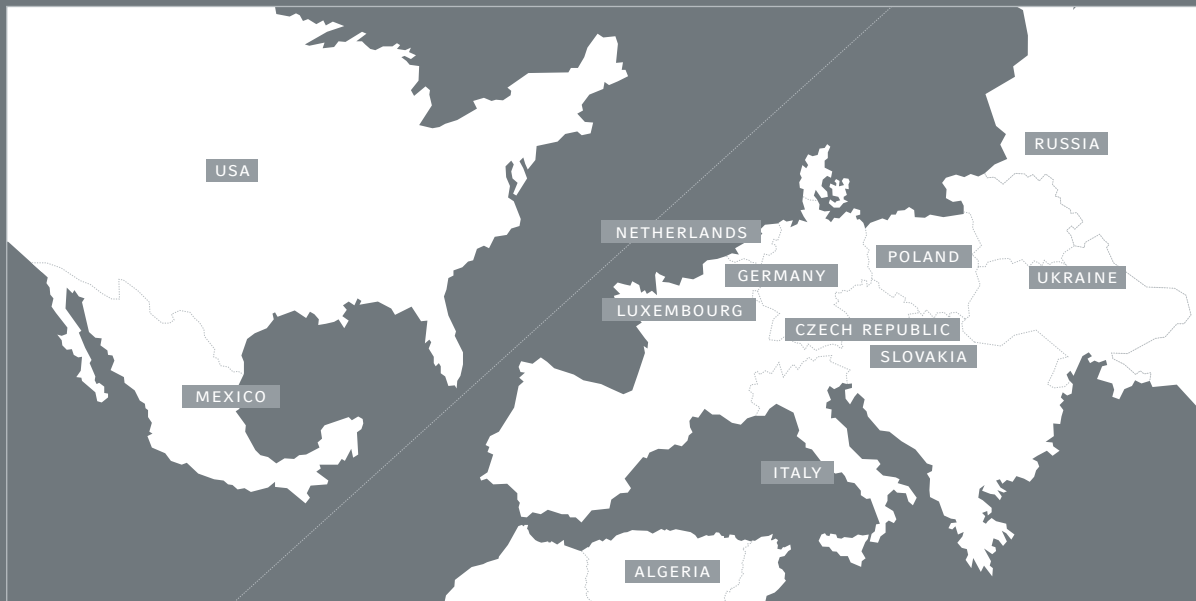 RUSSIA
USA
NETHERLANDS
POLAND
GERMANY
UKRAINE
LUXEMBOURG
CZECH REPUBLIC
SLOVAKIA
MEXICO
ITALY
ALGERIA